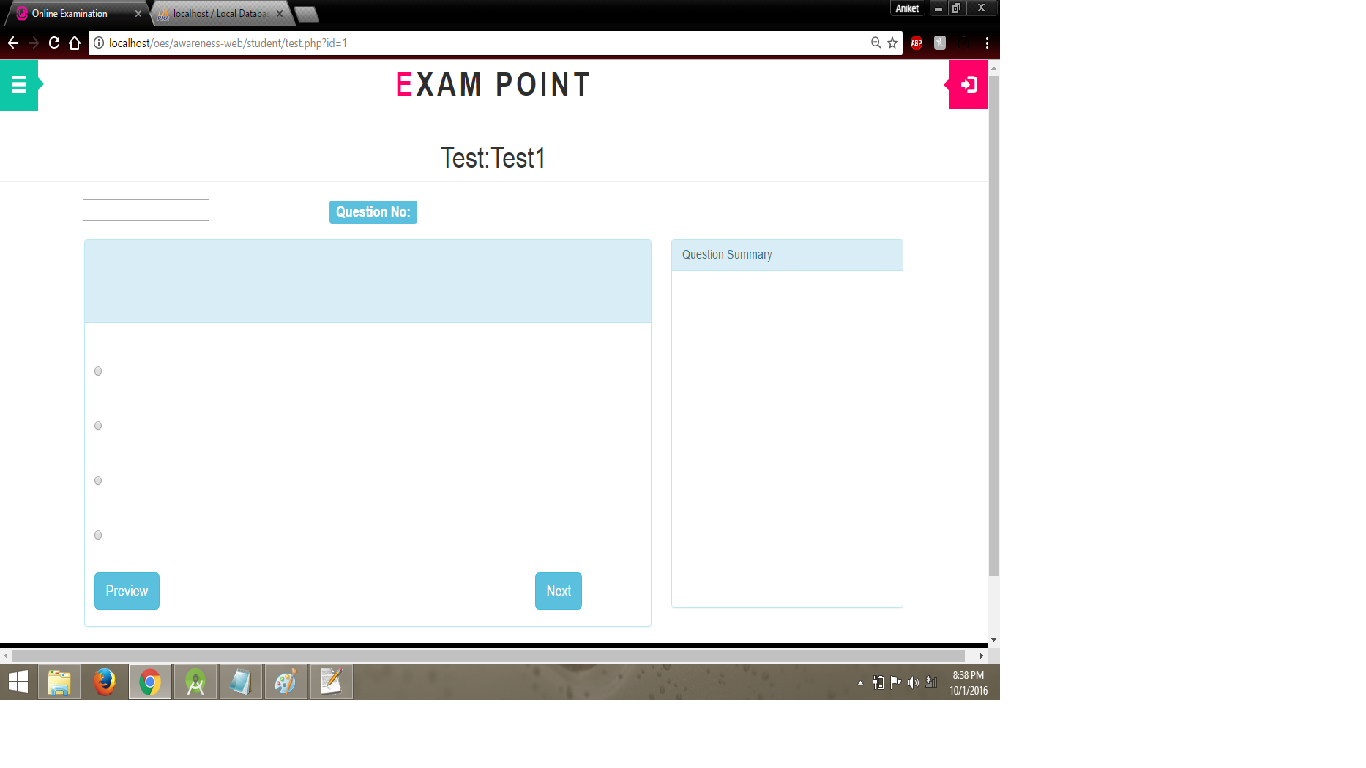 Online Examination
localhost / Local Databa
Aniket
localhost/oes/awareness-web/student/test.php?id=1
ABP
EXAM POINT
Test:Test1
Question No:
Question Summary
Preview
Next
8:38 PM
10/1/2016